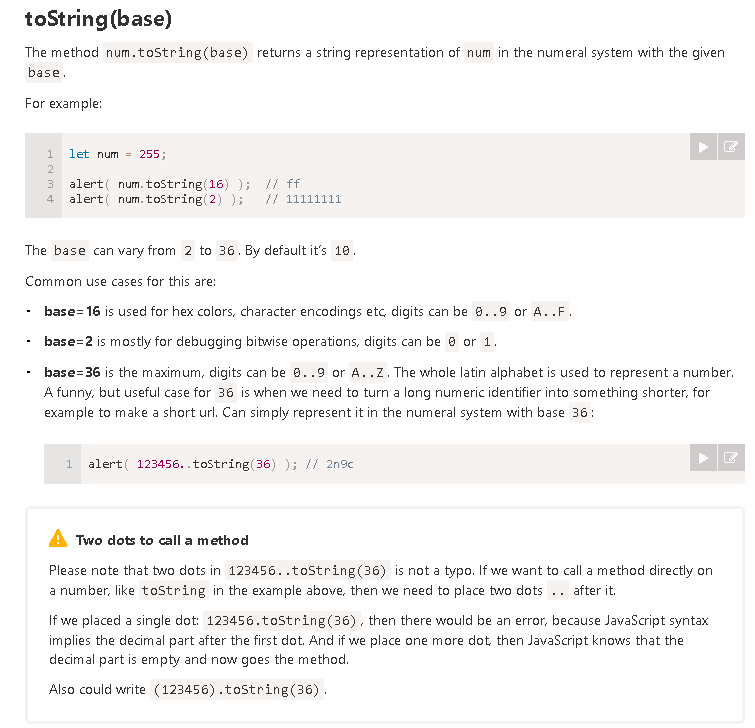 toString(base)
The method num.toString(base) returns a string representation of num in the numeral system with the given
base.
For example:
1 let num = 255;
2
3 alert( num.toString(16) ); // ff
4 alert( num.toString(2) ); // 11111111
The base can vary from 2 to 36. By default it's 10.
Common use cases for this are:
• base=16 is used for hex colors, character encodings etc, digits can be 0..9 or A..F.
• base=2 is mostly for debugging bitwise operations, digits can be 0 or 1.
• base=36 is the maximum, digits can be 0..9 or A..Z. The whole latin alphabet is used to represent a number.
A funny, but useful case for 36 is when we need to turn a long numeric identifier into something shorter, for
example to make a short url. Can simply represent it in the numeral system with base 36:
1 alert( 123456..toString(36) ); // 2n9c
Two dots to call a method
Please note that two dots in 123456..toString(36) is not a typo. If we want to call a method directly on
a number, like toString in the example above, then we need to place two dots .. after it.
If we placed a single dot: 123456.toString(36), then there would be an error, because JavaScript syntax
implies the decimal part after the first dot. And if we place one more dot, then JavaScript knows that the
decimal part is empty and now goes the method.
Also could write (123456).toString(36).